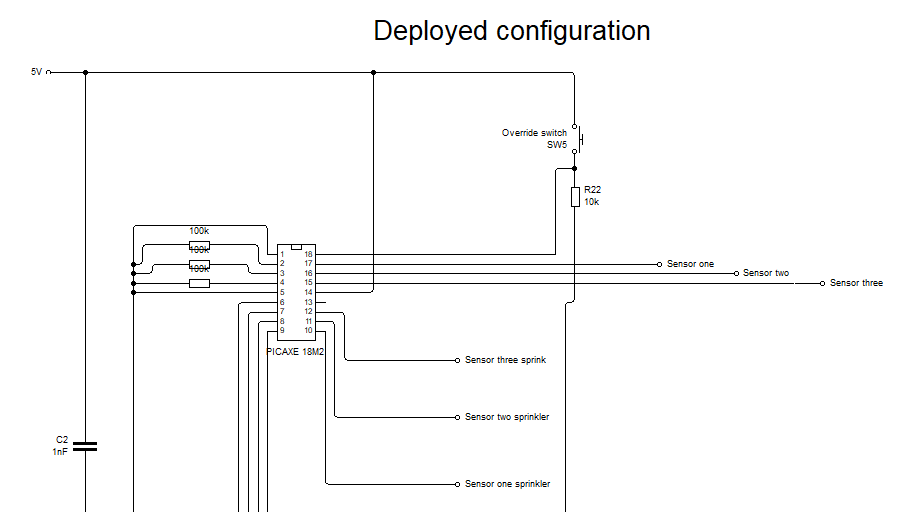 Deployed configuration
5V
Override switch
SW5
R22
10k
100k
100k
100k
1 18
2 17
3 16
4 15
5 14
6 13
7 12
8 11
9 10
PICAXE 18M2
Sensor one
Sensor two
Sensor three
Sensor three sprink
Sensor two sprinkler
Sensor one sprinkler
C2
1nF